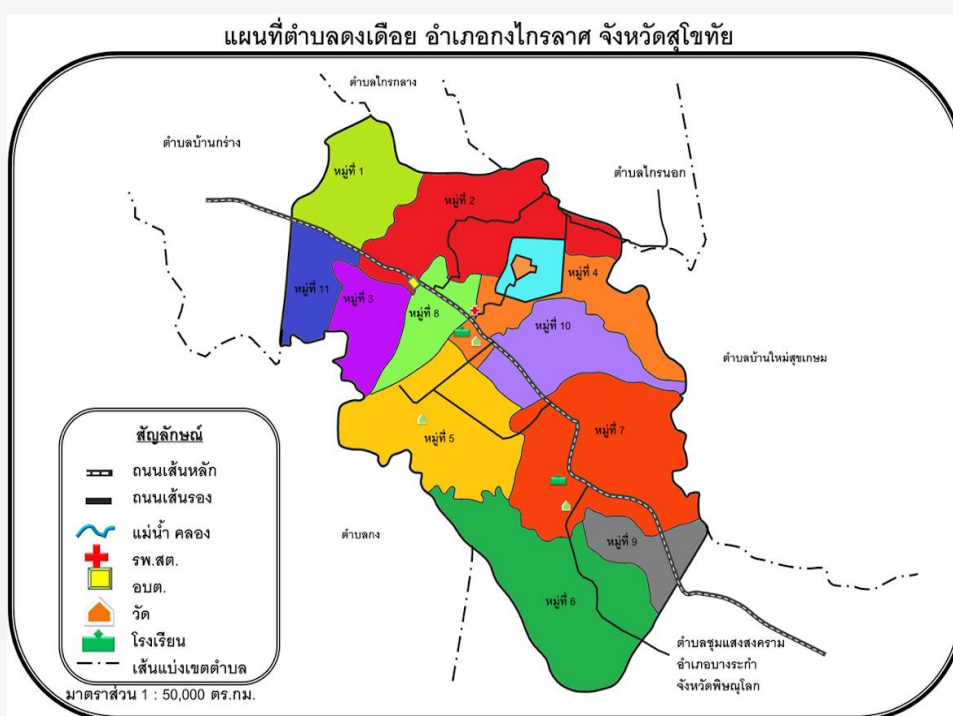 แผนที่ตำบลดงเดือย อำเภอกงไกรลาศ จังหวัดสุโขทัย
ตำบลไกรกลาง
ตำบลบ้านกร่าง
ตำบลไกรนอก
หมู่ที่ 1
หมู่ที่ 2
หมู่ที่ 4
หมู่ที่ 11
หมู่ที่ 3
หมู่ที่ 8
หมู่ที่ 10
ตำบลบ้านใหม่สุขเกษม
หมู่ที่ 5
หมู่ที่ 7
ตำบลกง
หมู่ที่ 9
หมู่ที่ 6
ตำบลชุมแสงสงคราม
อำเภอบางระกำ
จังหวัดพิษณุโลก
สัญลักษณ์
ถนนเส้นหลัก
ถนนเส้นรอง
แม่น้ำ คลอง
รพ.สต.
อบต.
วัด
โรงเรียน
เส้นแบ่งเขตตำบล
มาตราส่วน 1 : 50,000 ตร.กม.